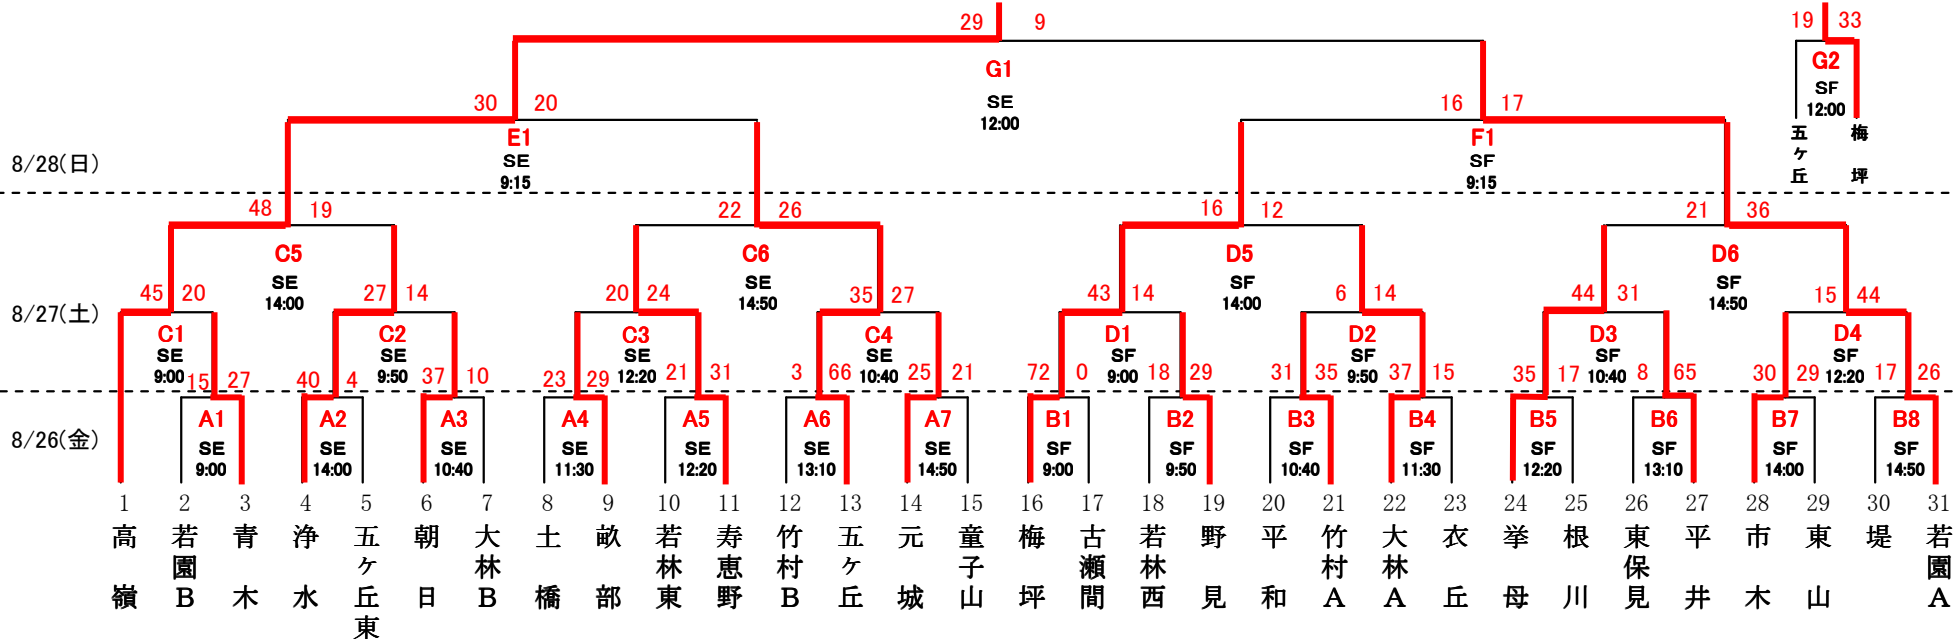 29 9 19 33
G1 G2
SE SF
12:00 12:00
30 20 16 17
E1 F1 五ヶ丘 梅坪
8/28(日) SE SF
9:15 9:15
48 19 22 26 16 12 21 36
C5 C6 D5 D6
SE SE SF SF
14:00 14:50 14:00 14:50
45 20 27 14 20 24 35 27 43 14 6 14 44 31 15 44
8/27(土)
C1 C2 C3 C4 D1 D2 D3 D4
SE SE SE SE SF SF SF SF
9:00 9:50 12:20 10:40 9:00 9:50 10:40 12:20
15 27 40 4 37 10 23 29 21 31 3 66 25 21 72 0 18 29 31 35 37 15 35 17 8 65 30 29 17 26
A1 A2 A3 A4 A5 A6 A7 B1 B2 B3 B4 B5 B6 B7 B8
8/26(金) SE SE SE SE SE SE SE SF SF SF SF SF SF SF SF
9:00 14:00 10:40 11:30 12:20 13:10 14:50 9:00 9:50 10:40 11:30 12:20 13:10 14:00 14:50
1 2 3 4 5 6 7 8 9 10 11 12 13 14 15 16 17 18 19 20 21 22 23 24 25 26 27 28 29 30 31
高嶺 若園B 青木 浄水 五ヶ丘東 朝日 大林B 土橋 畝部 若林東 寿恵野 竹村B 五ヶ丘 元城 童子山 梅坪 古瀬間 若林西 野見 平和 竹村A 大林A 衣丘 挙母 根川 東保見 平井 市木 東山 堤 若園A